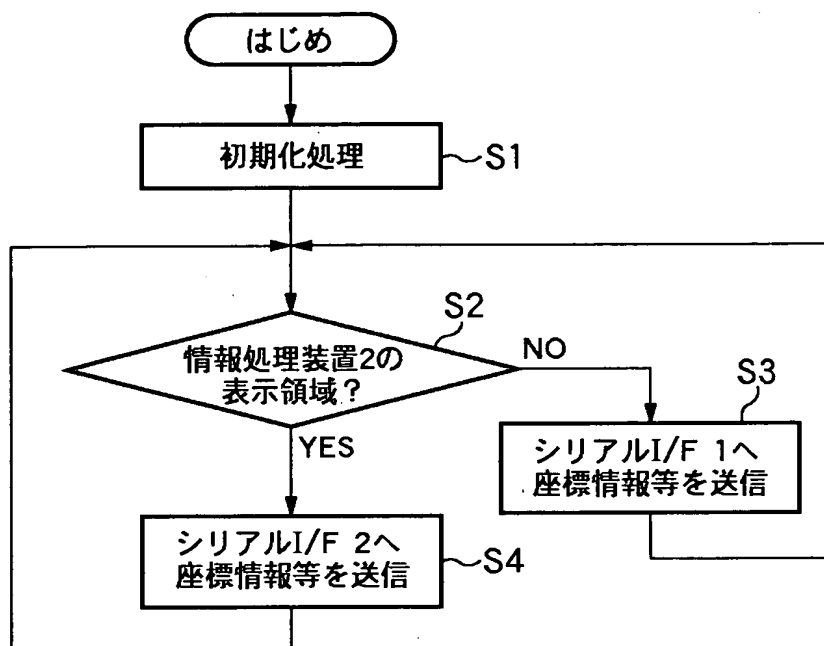 はじめ
初期化処理
S1
S2
情報処理装置2の
表示領域?
NO
YES
S3
シリアルI/F 1へ
座標情報等を送信
シリアルI/F 2へ
座標情報等を送信
S4